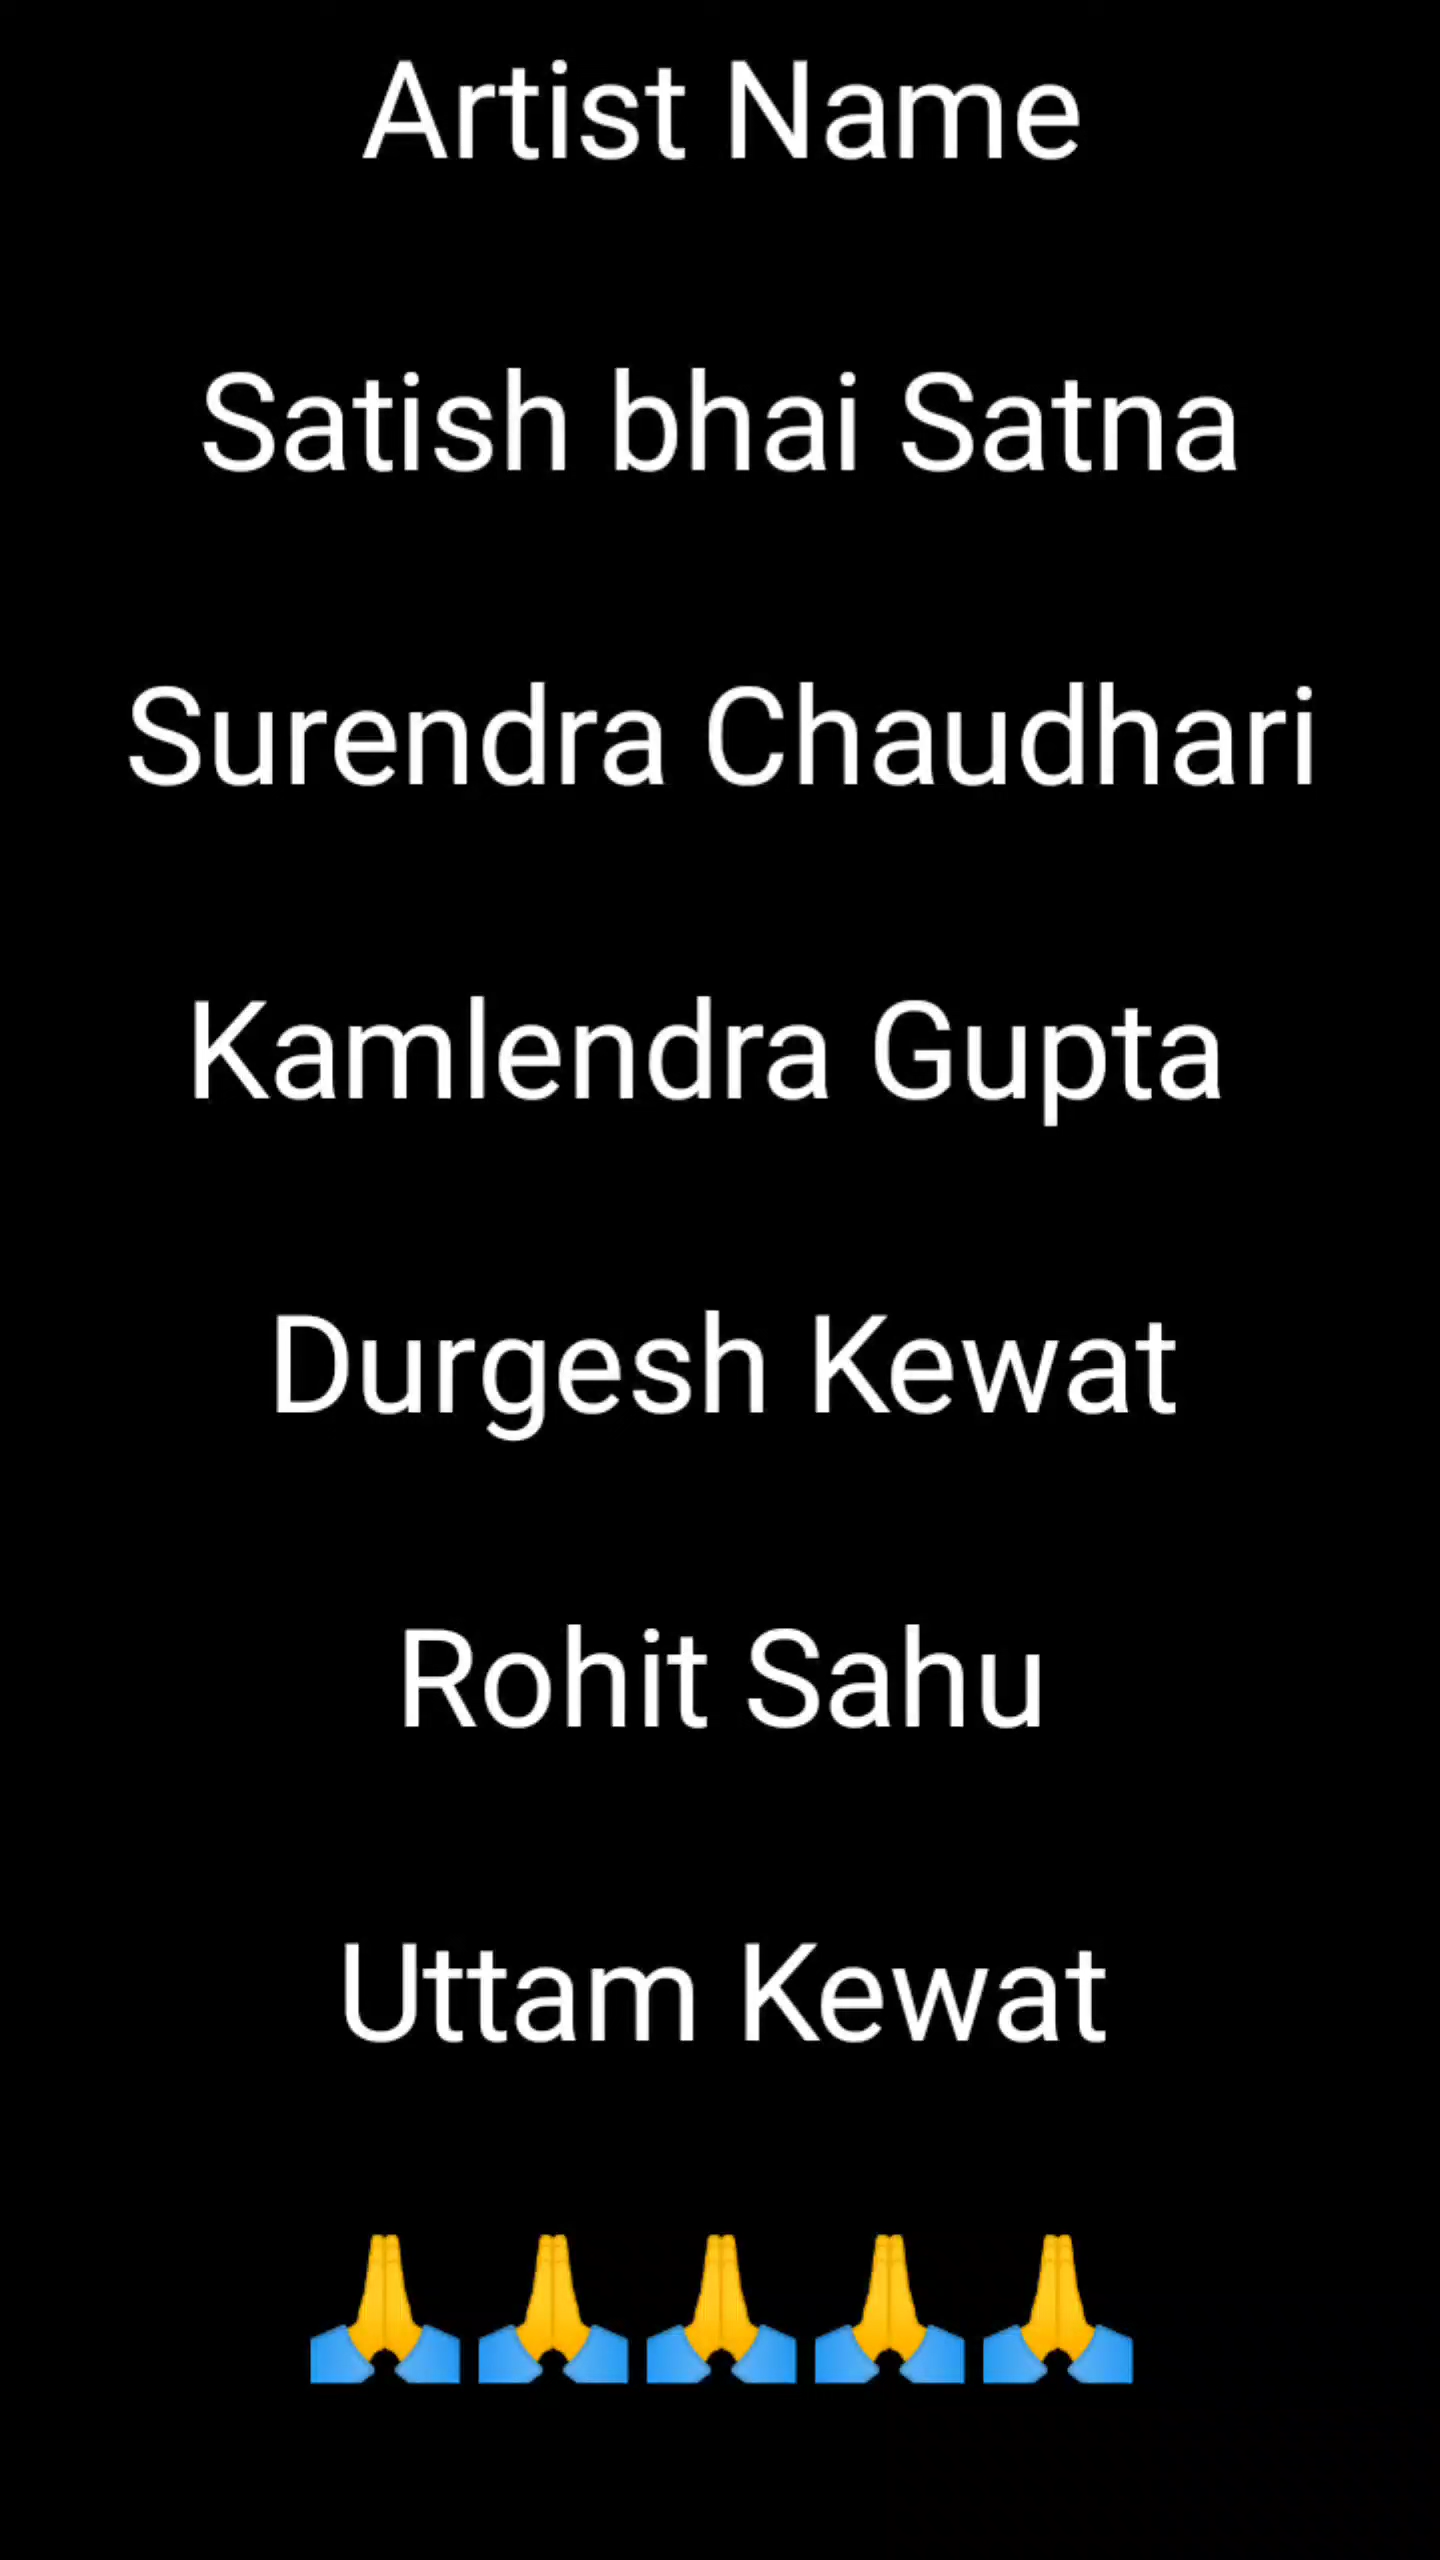 Artist Name
Satish bhai Satna
Surendra Chaudhari
Kamlendra Gupta
Durgesh Kewat
Rohit Sahu
Uttam Kewat
🙏🙏🙏🙏🙏